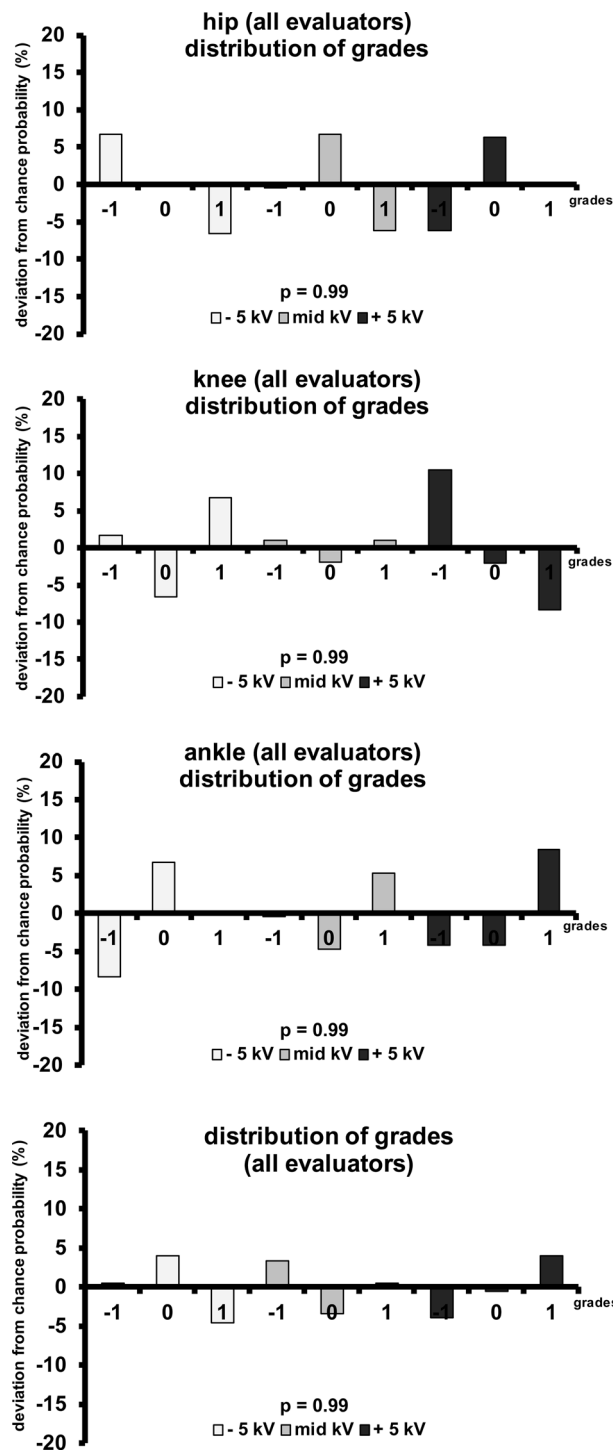 hip (all evaluators)
distribution of grades
deviation from chance probability (%)
20
15
10
5
0
-5
-10
-15
-20
-1 0 1 -1 0 1 -1 0 1 grades
p = 0.99
- 5 kV mid kV + 5 kV
knee (all evaluators)
distribution of grades
deviation from chance probability (%)
20
15
10
5
0
-5
-10
-15
-20
-1 0 1 -1 0 1 -1 0 1 grades
p = 0.99
- 5 kV mid kV + 5 kV
ankle (all evaluators)
distribution of grades
deviation from chance probability (%)
20
15
10
5
0
-5
-10
-15
-20
-1 0 1 -1 0 1 -1 0 1 grades
p = 0.99
- 5 kV mid kV + 5 kV
distribution of grades
(all evaluators)
deviation from chance probability (%)
20
15
10
5
0
-5
-10
-15
-20
-1 0 1 -1 0 1 -1 0 1 grades
p = 0.99
- 5 kV mid kV + 5 kV